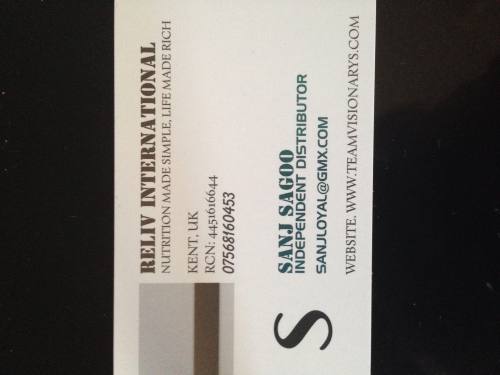 RELIV INTERNATIONAL
NUTRITION MADE SIMPLE, LIFE MADE RICH
KENT, UK
RCN: 4451616644
07568160453
S
SANJ SAGOO
INDEPENDENT DISTRIBUTOR
SANJLOYAL@GMX.COM
WEBSITE. WWW.TEAMVISIONARYS.COM